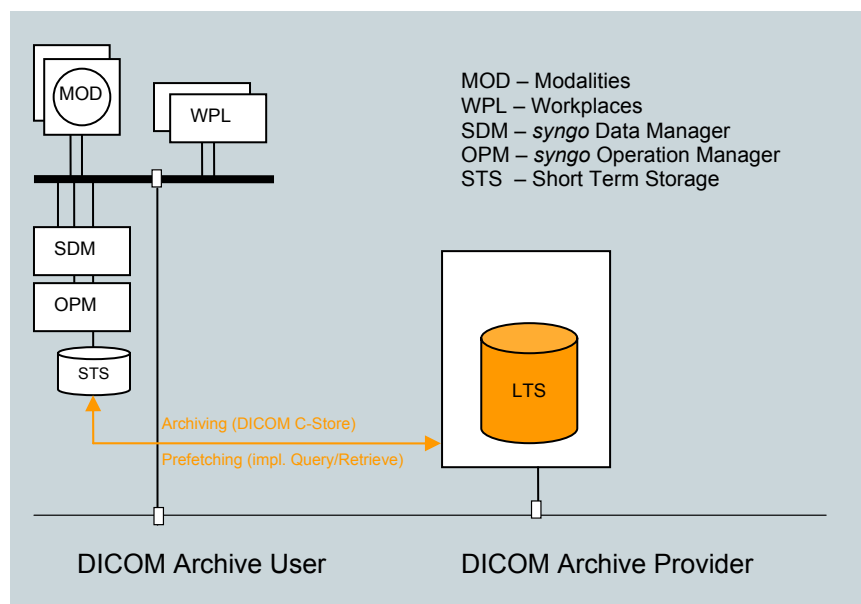 MOD
WPL
MOD – Modalities
WPL – Workplaces
SDM – syngo Data Manager
OPM – syngo Operation Manager
STS – Short Term Storage
SDM
OPM
STS
LTS
Archiving (DICOM C-Store)
Prefetching (impl. Query/Retrieve)
DICOM Archive User
DICOM Archive Provider